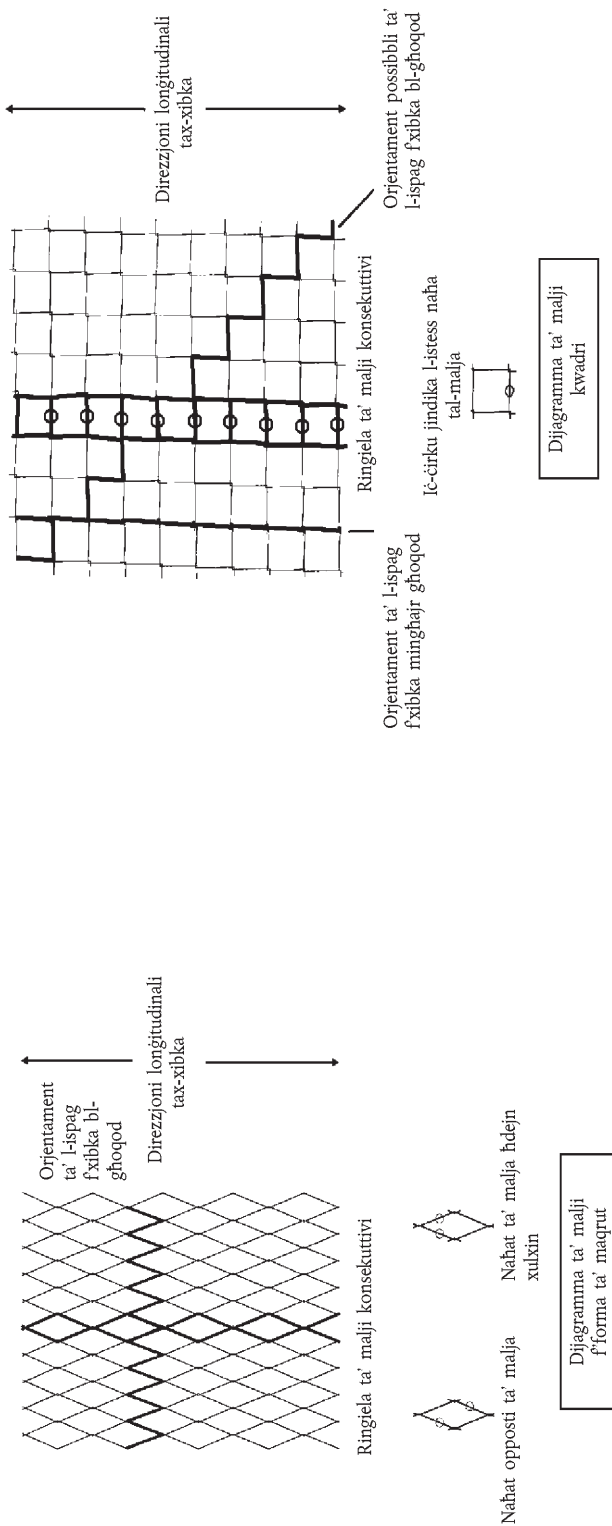 Orjentament
ta' l-ispag
f'xibka bl-
għoqod
Direzzjoni lonġitudinali
tax-xibka
Ringiela ta' malji konsekuttivi
Naħat opposti ta' malja
Naħat ta' malja ħdejn
xulxin
Dijagramma ta' malji
f'forma ta' maqrut
Direzzjoni lonġitudinali
tax-xibka
Orjentament ta' l-ispag
f'xibka mingħajr għoqod
Ringiela ta' malji konsekuttivi
Orjentament possibbli ta'
l-ispag f'xibka bl-għoqod
Iċ-ċirku jindika l-istess naħa
tal-malja
Dijagramma ta' malji
kwadri